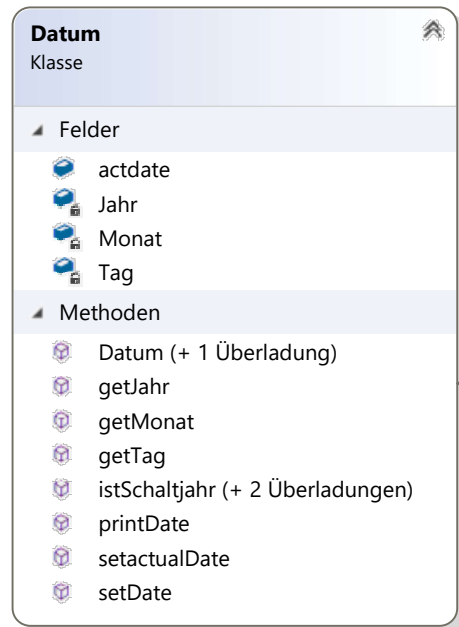 Datum
Klasse
Felder
actdate
Jahr
Monat
Tag
Methoden
Datum (+ 1 Überladung)
getJahr
getMonat
getTag
istSchaltjahr (+ 2 Überladungen)
printDate
setactualDate
setDate